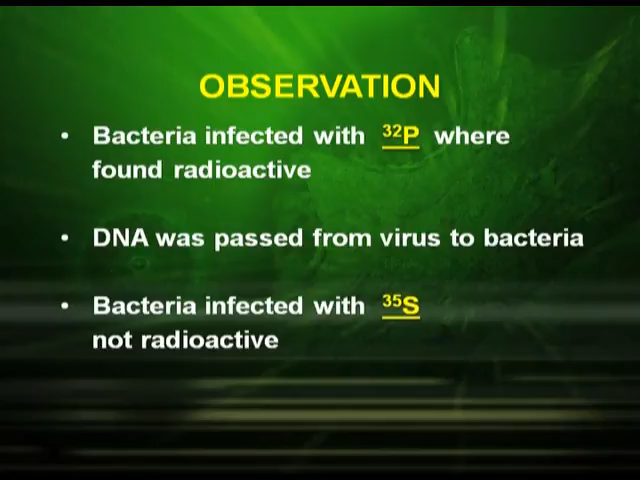 OBSERVATION
• Bacteria infected with ³²P where
found radioactive
• DNA was passed from virus to bacteria
• Bacteria infected with ³⁵S
not radioactive